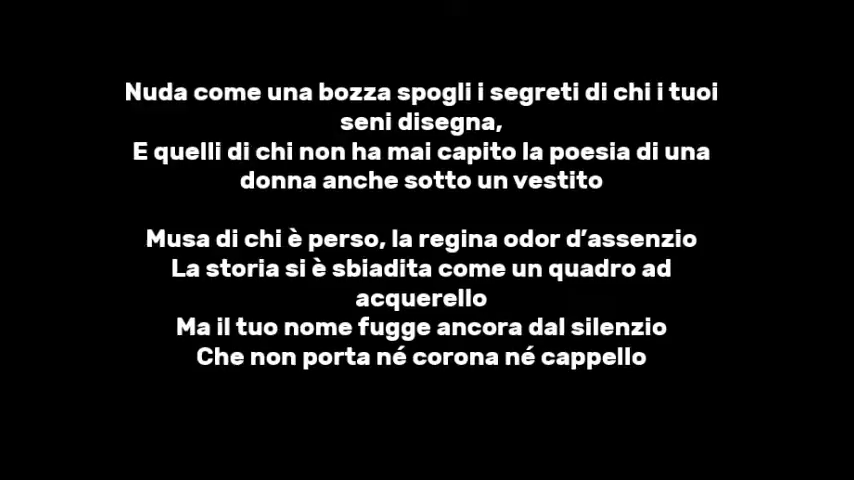 Nuda come una bozza spogli i segreti di chi i tuoi
seni disegna,
E quelli di chi non ha mai capito la poesia di una
donna anche sotto un vestito
Musa di chi è perso, la regina odor d’assenzio
La storia si è sbiadita come un quadro ad
acquerello
Ma il tuo nome fugge ancora dal silenzio
Che non porta né corona né cappello